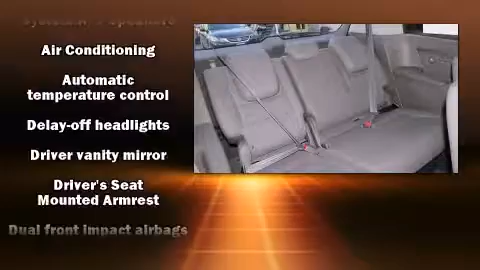 Air Conditioning
Automatic
temperature control
Delay-off headlights
Driver vanity mirror
Driver's Seat
Mounted Armrest
Dual front impact airbags